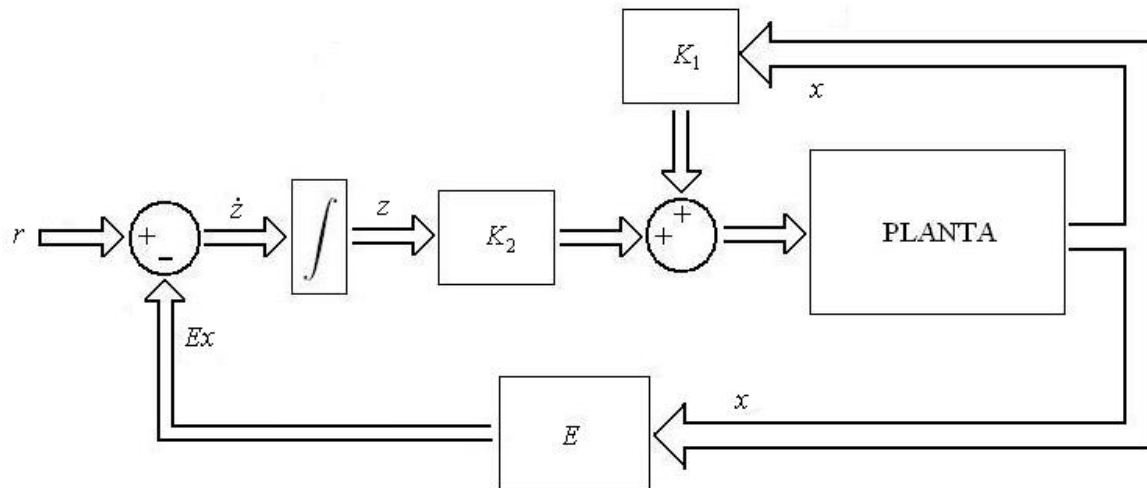 K₁
x
+
r
+
-
ż
∫
z
K₂
+
PLANTA
Ex
E
x